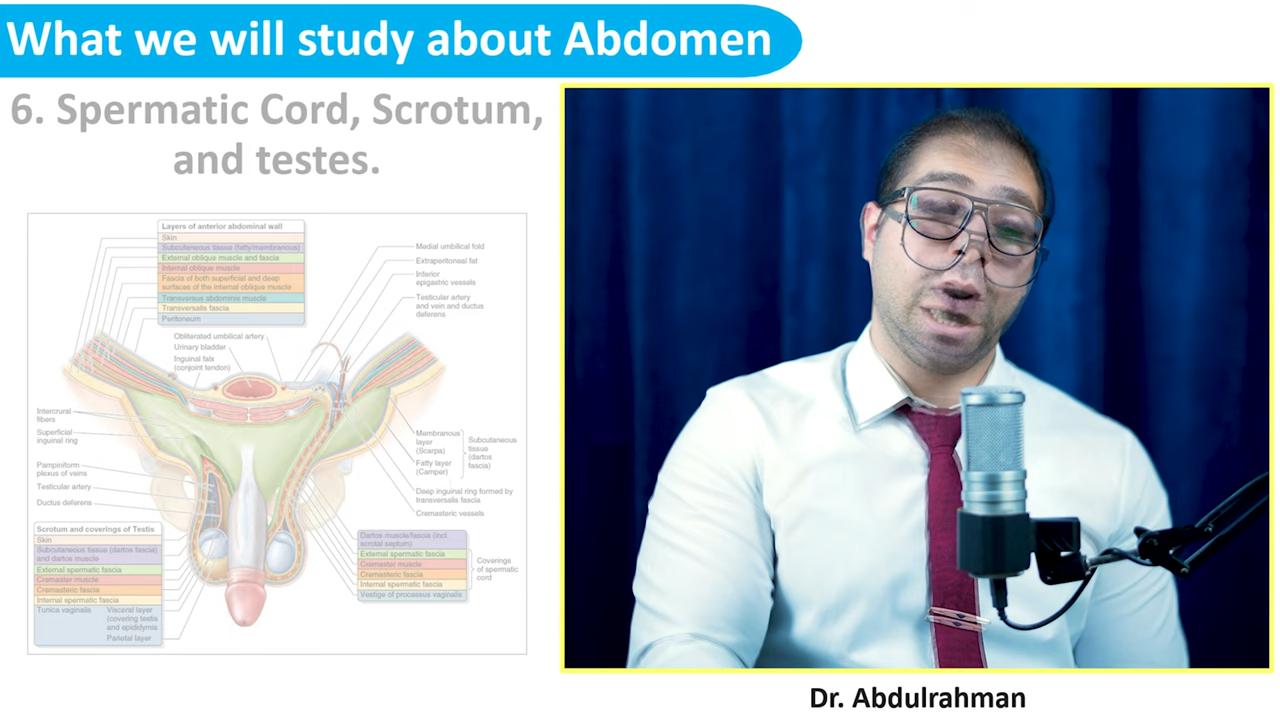 What we will study about Abdomen
6. Spermatic Cord, Scrotum,
and testes.
Layers of anterior abdominal wall
Skin
Subcutaneous tissue (fatty/membranous)
External oblique muscle and fascia
Internal oblique muscle
Fascia of both superficial and deep
surfaces of the internal oblique muscle
Transversus abdominis muscle
Transversalis fascia
Peritoneum
Medial umbilical fold
Extraperitoneal fat
Inferior
epigastric vessels
Testicular artery
and vein and ductus
deferens
Obliterated umbilical artery
Urinary bladder
Inguinal falx
(conjoint tendon)
Intercrural
fibers
Superficial
inguinal ring
Pampiniform
plexus of veins
Testicular artery
Ductus deferens
Membranous
layer
(Scarpa)
Fatty layer
(Camper)
Subcutaneous
tissue
(dartos
fascia)
Deep inguinal ring formed by
transversalis fascia
Cremasteric vessels
Scrotum and coverings of Testis
Skin
Subcutaneous tissue (dartos fascia)
and dartos muscle
External spermatic fascia
Cremaster muscle
Cremasteric fascia
Internal spermatic fascia
Tunica vaginalis
Visceral layer
(covering testis
and epididymis
Parietal layer
Dartos muscle/fascia (incl.
scrotal septum)
External spermatic fascia
Cremaster muscle
Cremasteric fascia
Internal spermatic fascia
Vestige of processus vaginalis
Coverings
of spermatic
cord
Dr. Abdulrahman